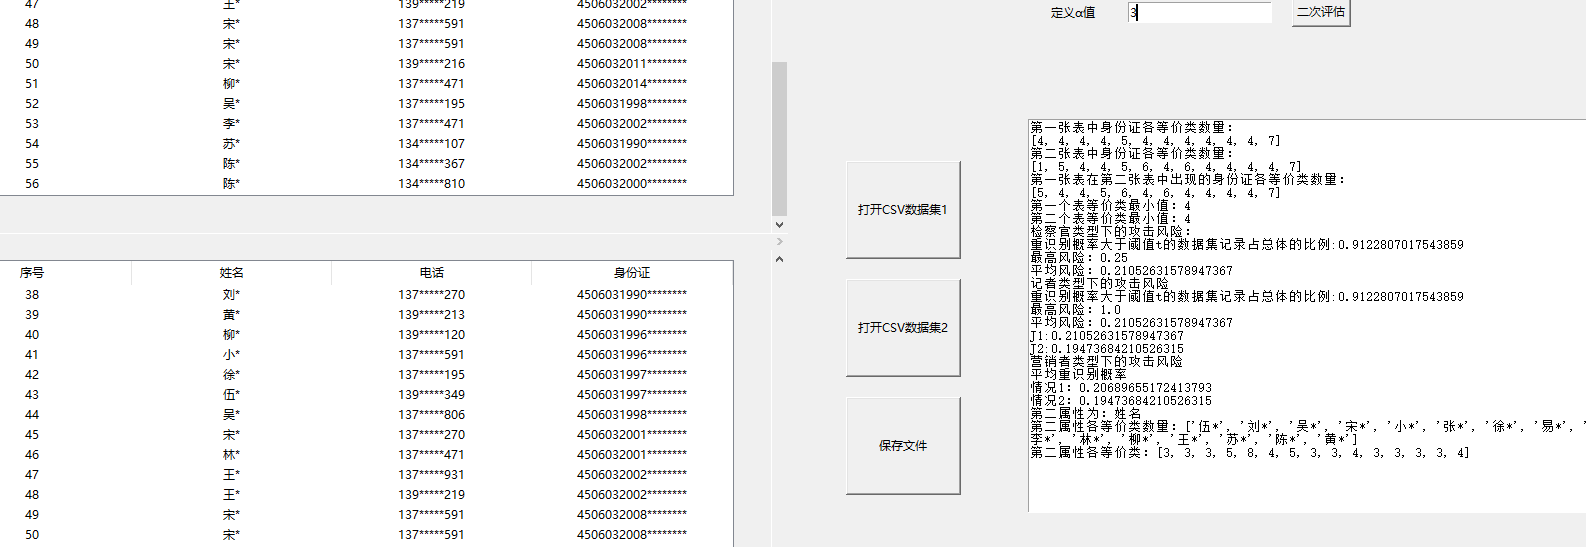 47 王* 139*****219 4506032002********
48 宋* 137*****591 4506032008********
49 宋* 137*****591 4506032008********
50 宋* 139*****216 4506032011********
51 柳* 137*****471 4506032014********
52 吴* 137*****195 4506031998********
53 李* 137*****471 4506032002********
54 苏* 134*****107 4506031990********
55 陈* 134*****367 4506032002********
56 陈* 134*****810 4506032000********
序号 姓名 电话 身份证
38 刘* 137*****270 4506031990********
39 黄* 139*****213 4506031990********
40 柳* 139*****120 4506031996********
41 小* 137*****591 4506031996********
42 徐* 137*****195 4506031997********
43 伍* 139*****349 4506031997********
44 吴* 137*****806 4506031998********
45 宋* 137*****270 4506032001********
46 林* 137*****471 4506032001********
47 王* 137*****931 4506032002********
48 王* 139*****219 4506032002********
49 宋* 137*****591 4506032008********
50 宋* 137*****591 4506032008********
定义α值 3 二次评估
打开CSV数据集1
打开CSV数据集2
保存文件
第一张表中身份证各等价类数量:
[4, 4, 4, 4, 5, 4, 4, 4, 4, 4, 4, 7]
第二张表中身份证各等价类数量:
[1, 5, 4, 4, 5, 6, 4, 6, 4, 4, 4, 4, 7]
第一张表在第二张表中出现的身份证各等价类数量:
[5, 4, 4, 5, 6, 4, 6, 4, 4, 4, 4, 7]
第一个表等价类最小值: 4
第二个表等价类最小值: 4
检察官类型下的攻击风险:
重识别概率大于阈值t的数据集记录占总体的比例:0.9122807017543859
最高风险: 0.25
平均风险: 0.21052631578947367
记者类型下的攻击风险
重识别概率大于阈值t的数据集记录占总体的比例:0.9122807017543859
最高风险: 1.0
平均风险: 0.21052631578947367
J1:0.21052631578947367
J2:0.19473684210526315
营销者类型下的攻击风险
平均重识别概率
情况1: 0.20689655172413793
情况2: 0.19473684210526315
第二属性为: 姓名
第二属性各等价类数量: ['伍*', '刘*', '吴*', '宋*', '小*', '张*', '徐*', '易*', '
李*', '林*', '柳*', '王*', '苏*', '陈*', '黄*']
第二属性各等价类: [3, 3, 3, 5, 8, 4, 5, 3, 3, 4, 3, 3, 3, 3, 4]